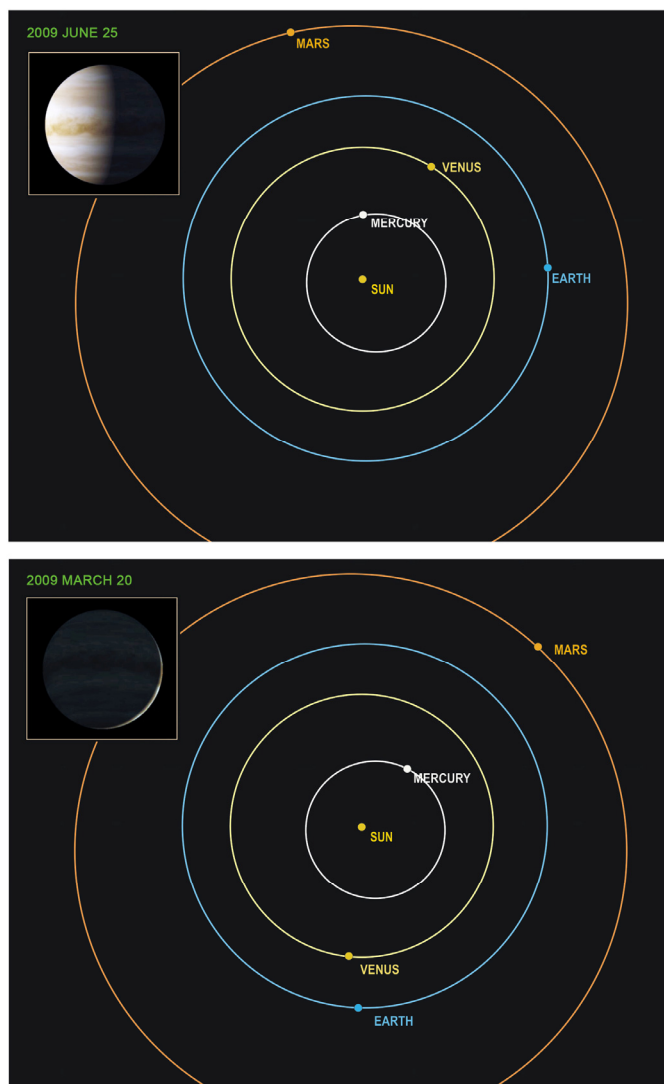 2009 JUNE 25
MARS
VENUS
MERCURY
EARTH
SUN
2009 MARCH 20
MARS
MERCURY
SUN
VENUS
EARTH